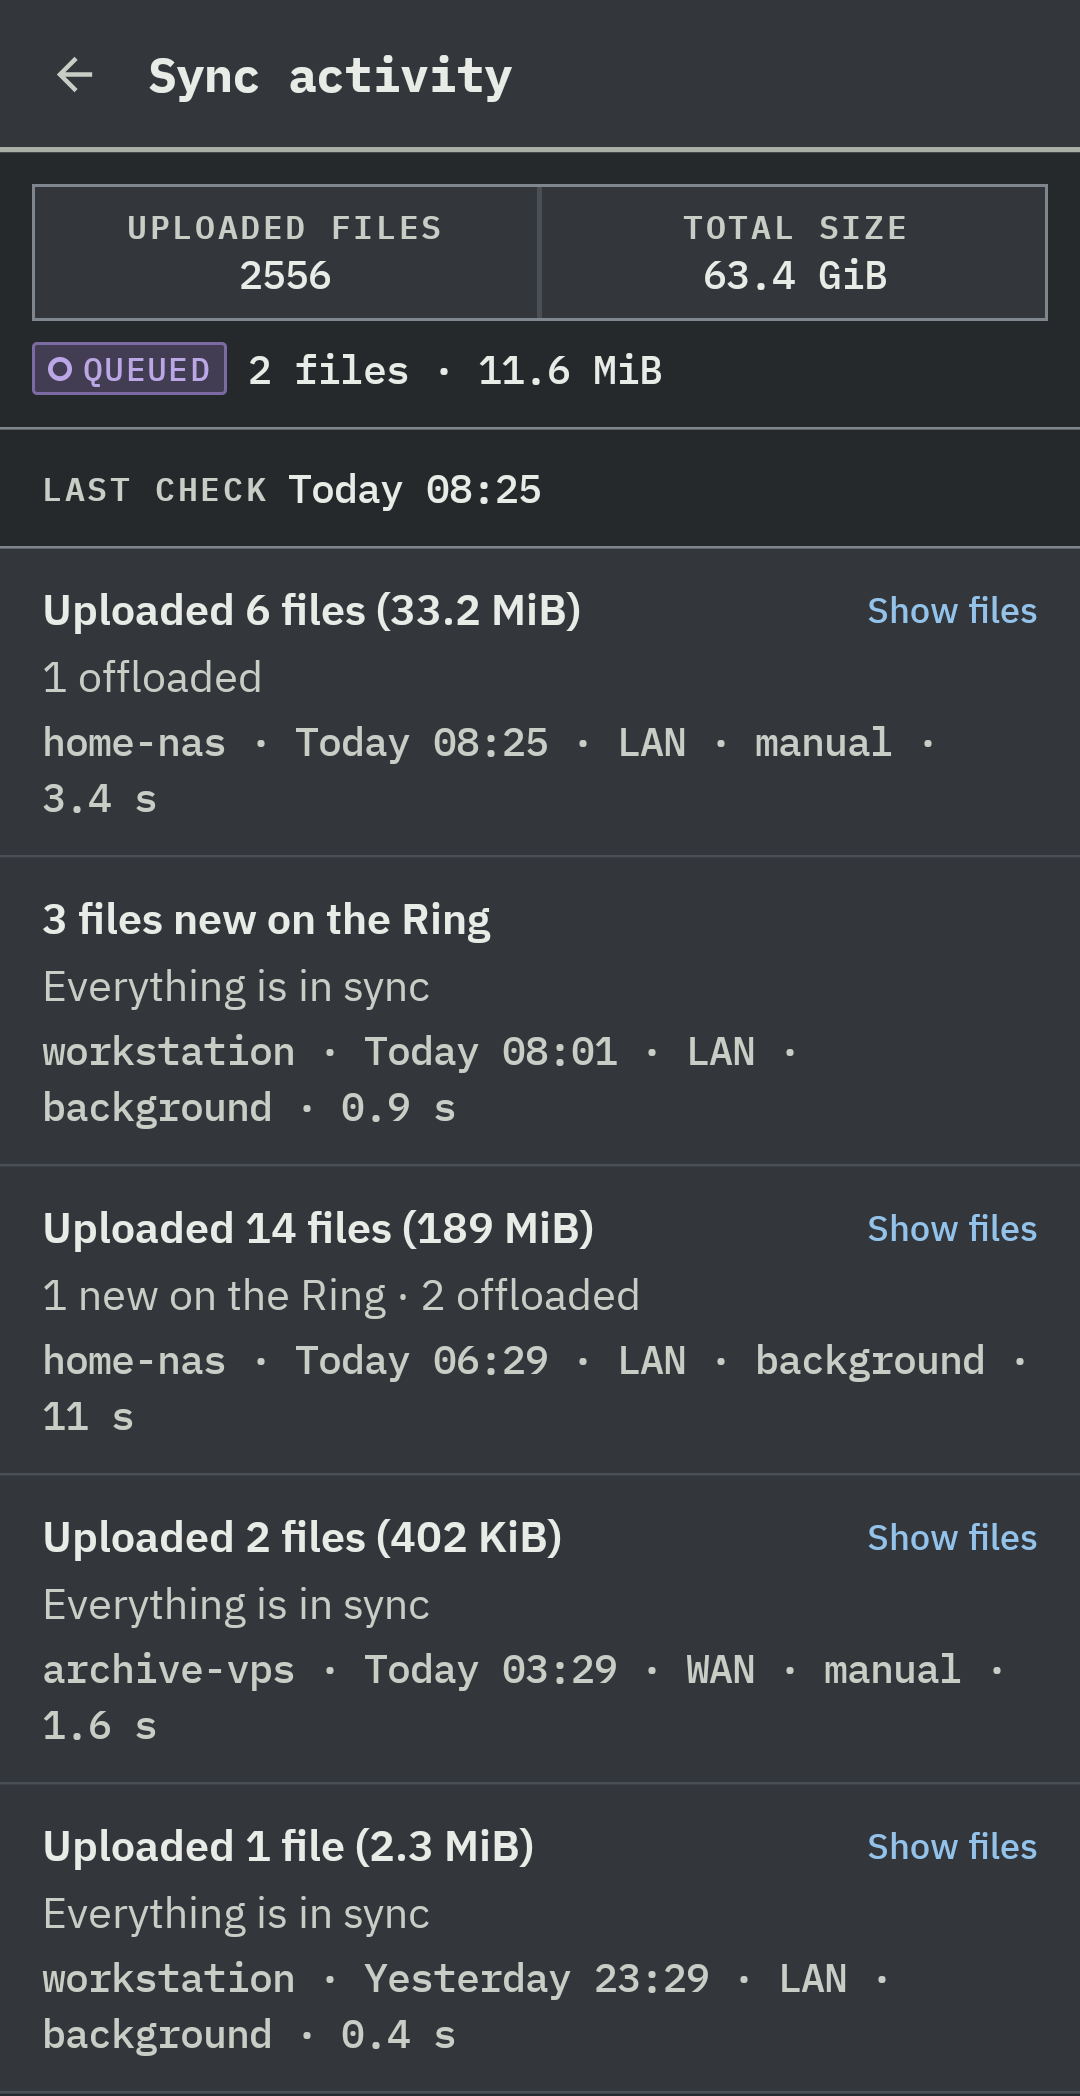 Sync activity
UPLOADED FILES
2556
TOTAL SIZE
63.4 GiB
QUEUED 2 files · 11.6 MiB
LAST CHECK Today 08:25
Uploaded 6 files (33.2 MiB) Show files
1 offloaded
home-nas · Today 08:25 · LAN · manual ·
3.4 s
3 files new on the Ring
Everything is in sync
workstation · Today 08:01 · LAN ·
background · 0.9 s
Uploaded 14 files (189 MiB) Show files
1 new on the Ring · 2 offloaded
home-nas · Today 06:29 · LAN · background ·
11 s
Uploaded 2 files (402 KiB) Show files
Everything is in sync
archive-vps · Today 03:29 · WAN · manual ·
1.6 s
Uploaded 1 file (2.3 MiB) Show files
Everything is in sync
workstation · Yesterday 23:29 · LAN ·
background · 0.4 s